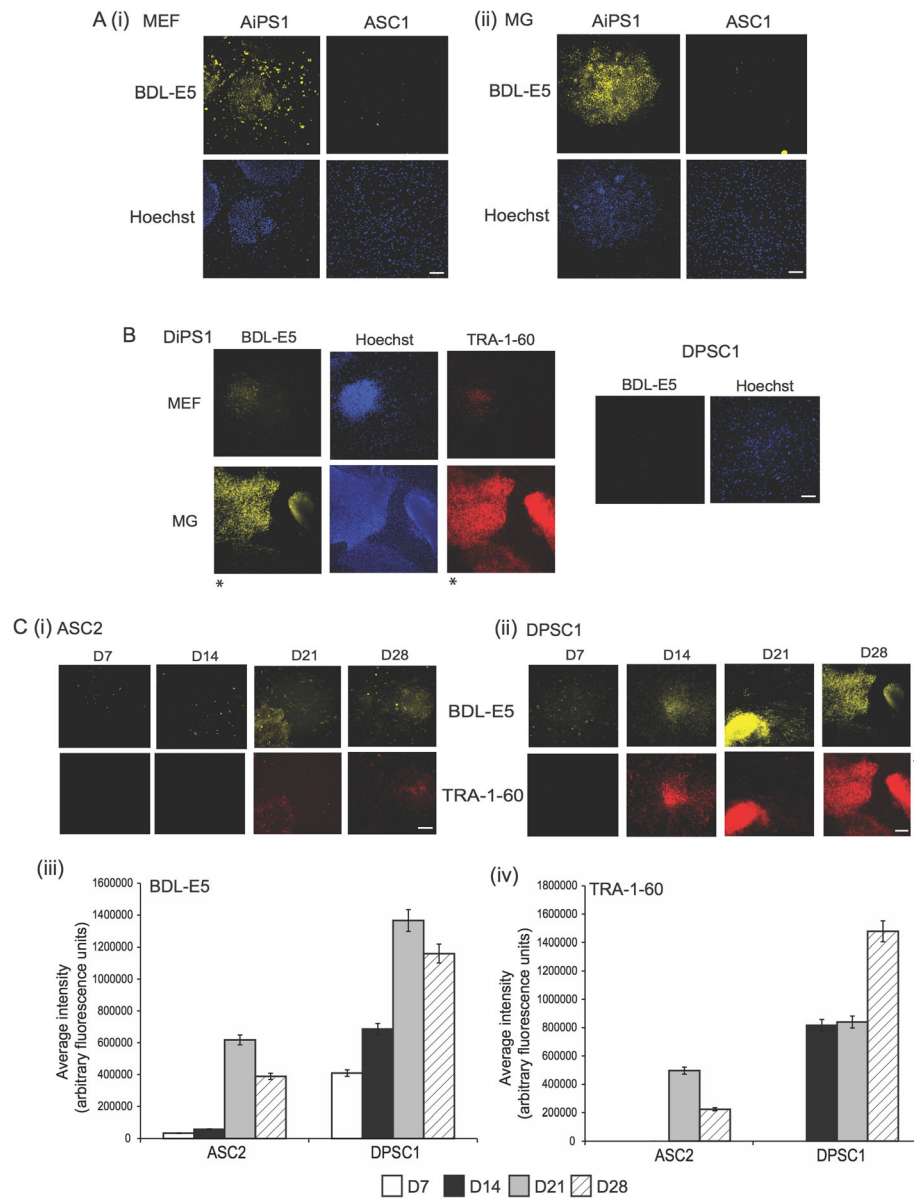 A (i) MEF AiPS1 ASC1
BDL-E5
Hoechst
(ii) MG AiPS1 ASC1
BDL-E5
Hoechst
B DiPS1 BDL-E5 Hoechst TRA-1-60
MEF
MG
* *
DPSC1
BDL-E5 Hoechst
C (i) ASC2
D7 D14 D21 D28
(ii) DPSC1
D7 D14 D21 D28
BDL-E5
TRA-1-60
(iii) BDL-E5
Average intensity
(arbitrary fluorescence units)
1600000
1400000
1200000
1000000
800000
600000
400000
200000
0
ASC2 DPSC1
(iv) TRA-1-60
Average intensity
(arbitrary fluorescence units)
1800000
1600000
1400000
1200000
1000000
800000
600000
400000
200000
0
ASC2 DPSC1
D7 D14 D21 D28